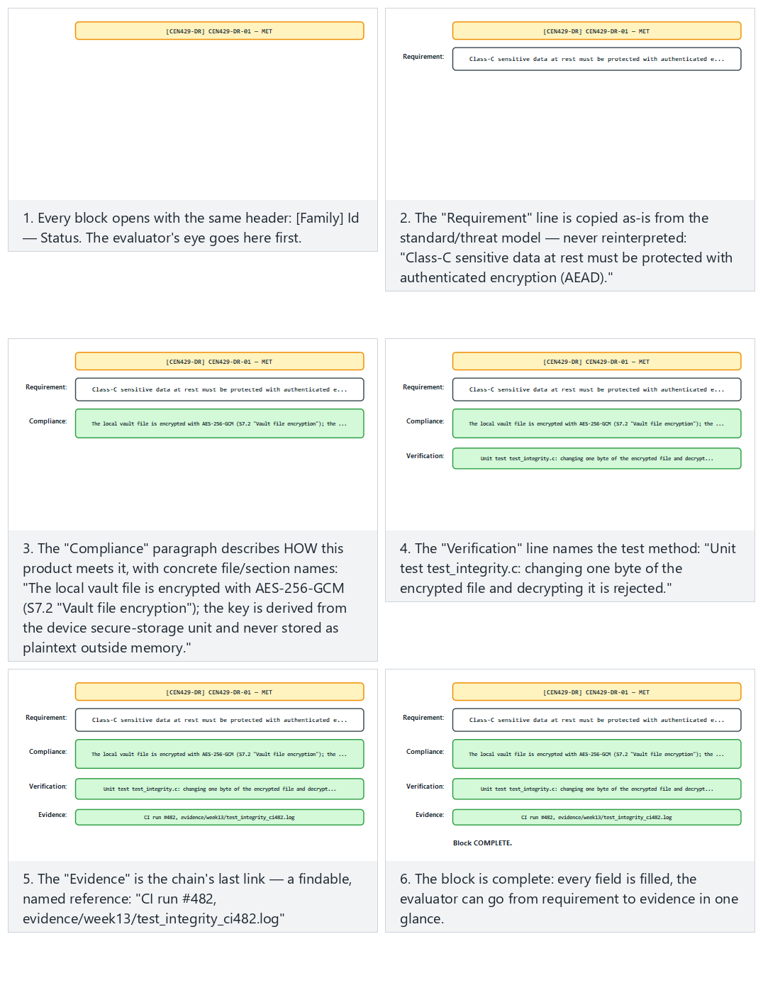 [CEN429-DR] CEN429-DR-01 — MET
1. Every block opens with the same header: [Family] Id
— Status. The evaluator's eye goes here first.
[CEN429-DR] CEN429-DR-01 — MET
Requirement:
Class-C sensitive data at rest must be protected with authenticated e...
2. The "Requirement" line is copied as-is from the
standard/threat model — never reinterpreted:
"Class-C sensitive data at rest must be protected with
authenticated encryption (AEAD)."
[CEN429-DR] CEN429-DR-01 — MET
Requirement:
Class-C sensitive data at rest must be protected with authenticated e...
Compliance:
The local vault file is encrypted with AES-256-GCM (S7.2 "Vault file encryption"); the ...
3. The "Compliance" paragraph describes HOW this
product meets it, with concrete file/section names:
"The local vault file is encrypted with AES-256-GCM
(S7.2 "Vault file encryption"); the key is derived from
the device secure-storage unit and never stored as
plaintext outside memory."
[CEN429-DR] CEN429-DR-01 — MET
Requirement:
Class-C sensitive data at rest must be protected with authenticated e...
Compliance:
The local vault file is encrypted with AES-256-GCM (S7.2 "Vault file encryption"); the ...
Verification:
Unit test test_integrity.c: changing one byte of the encrypted file and decrypt...
4. The "Verification" line names the test method: "Unit
test test_integrity.c: changing one byte of the
encrypted file and decrypting it is rejected."
[CEN429-DR] CEN429-DR-01 — MET
Requirement:
Class-C sensitive data at rest must be protected with authenticated e...
Compliance:
The local vault file is encrypted with AES-256-GCM (S7.2 "Vault file encryption"); the ...
Verification:
Unit test test_integrity.c: changing one byte of the encrypted file and decrypt...
Evidence:
CI run #482, evidence/week13/test_integrity_ci482.log
5. The "Evidence" is the chain's last link — a findable,
named reference: "CI run #482,
evidence/week13/test_integrity_ci482.log"
[CEN429-DR] CEN429-DR-01 — MET
Requirement:
Class-C sensitive data at rest must be protected with authenticated e...
Compliance:
The local vault file is encrypted with AES-256-GCM (S7.2 "Vault file encryption"); the ...
Verification:
Unit test test_integrity.c: changing one byte of the encrypted file and decrypt...
Evidence:
CI run #482, evidence/week13/test_integrity_ci482.log
Block COMPLETE.
6. The block is complete: every field is filled, the
evaluator can go from requirement to evidence in one
glance.